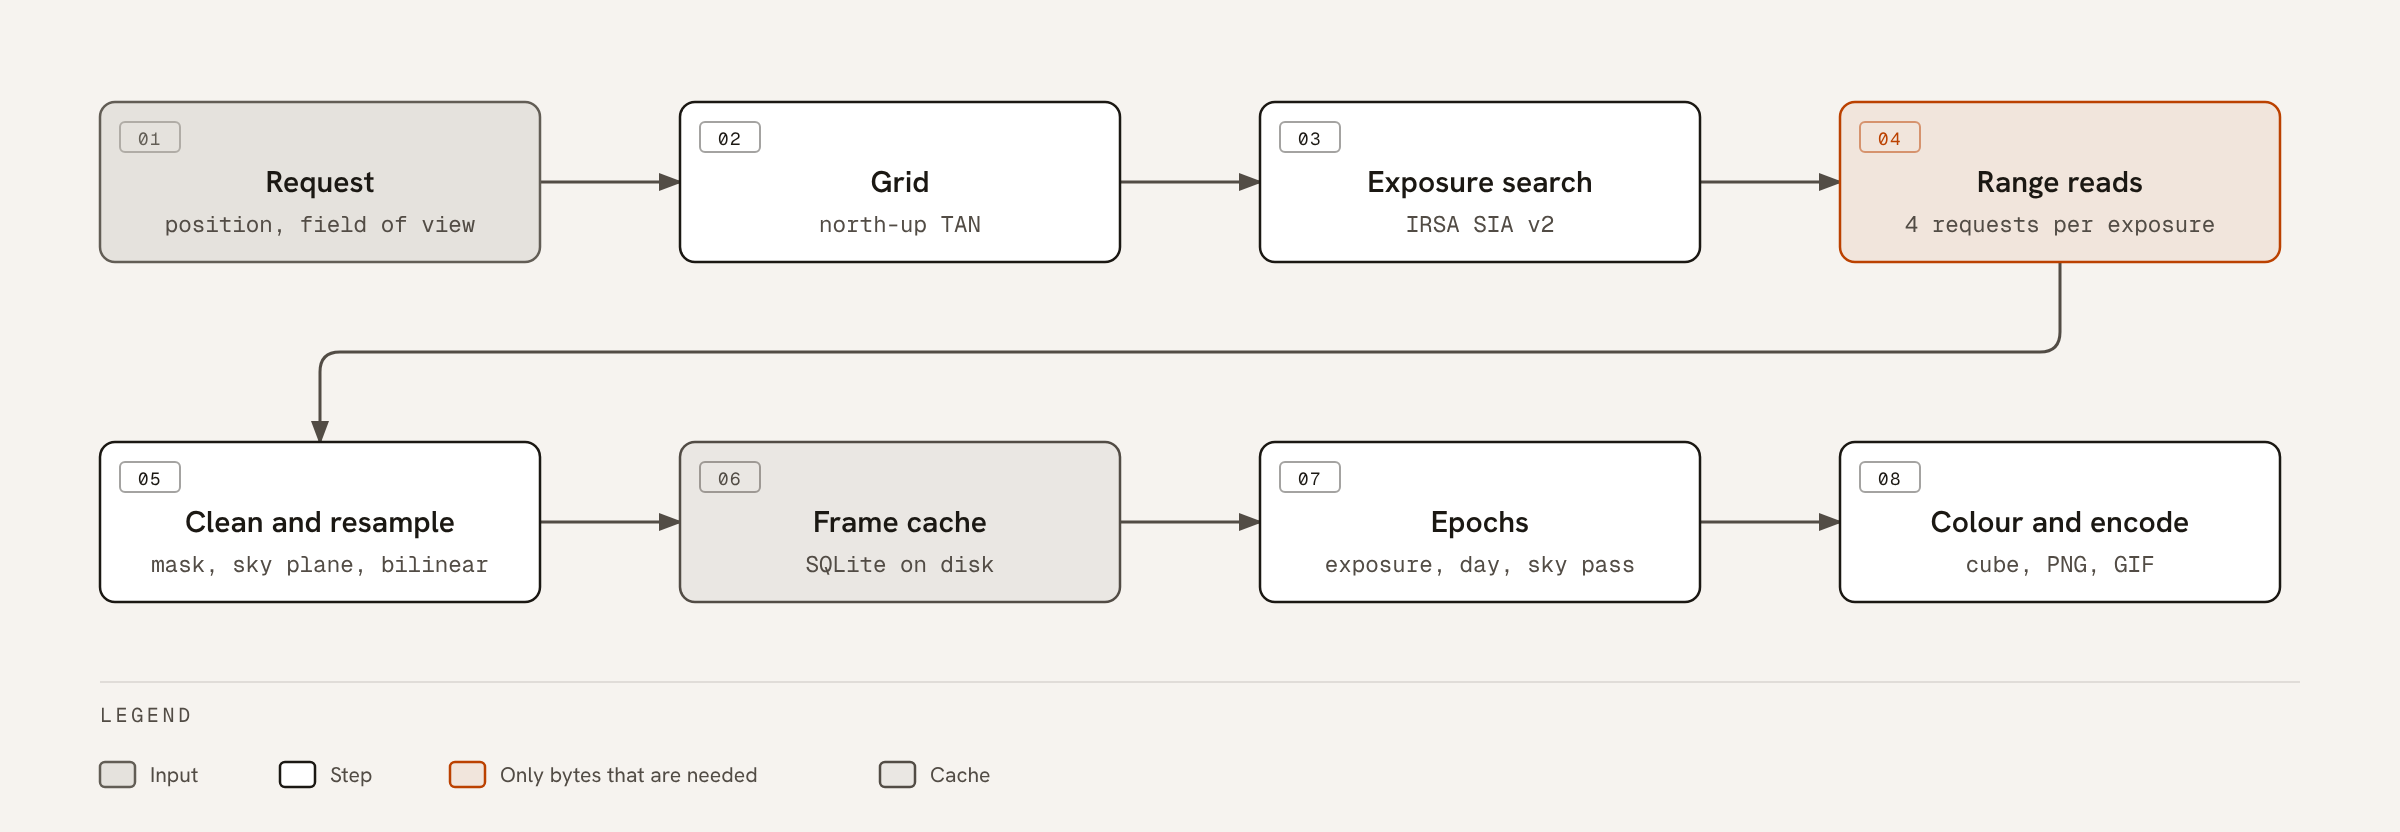 01
Request
position, field of view
02
Grid
north-up TAN
03
Exposure search
IRSA SIA v2
04
Range reads
4 requests per exposure
05
Clean and resample
mask, sky plane, bilinear
06
Frame cache
SQLite on disk
07
Epochs
exposure, day, sky pass
08
Colour and encode
cube, PNG, GIF
LEGEND
Input
Step
Only bytes that are needed
Cache